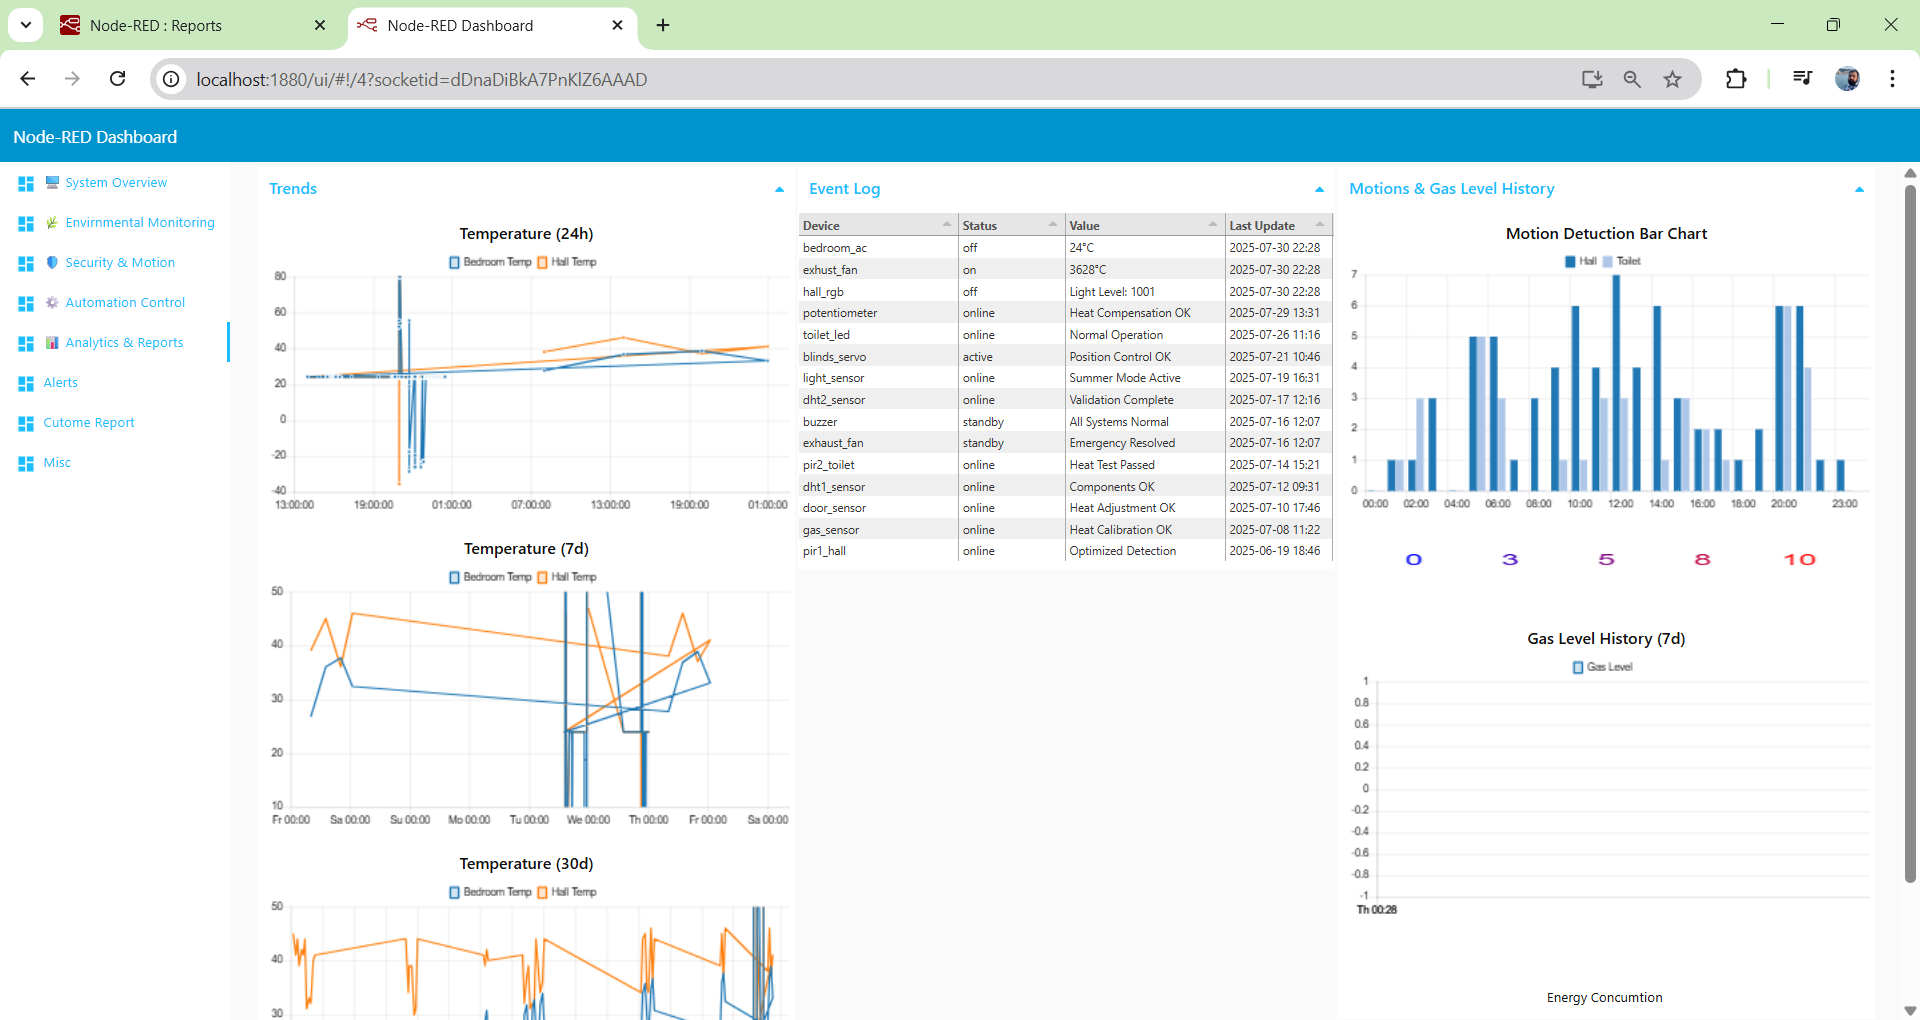 Node-RED : Reports
Node-RED Dashboard
localhost:1880/ui/#!/4?socketid=dDnaDiBkA7PnKlZ6AAAD
Node-RED Dashboard
System Overview
Envirnmental Monitoring
Security & Motion
Automation Control
Analytics & Reports
Alerts
Cutome Report
Misc
Trends
Temperature (24h)
Bedroom Temp Hall Temp
80
60
40
20
0
-20
-40
13:00:00 19:00:00 01:00:00 07:00:00 13:00:00 19:00:00 01:00:00
Temperature (7d)
Bedroom Temp Hall Temp
50
40
30
20
10
Fr 00:00 Sa 00:00 Su 00:00 Mo 00:00 Tu 00:00 We 00:00 Th 00:00 Fr 00:00 Sa 00:00
Temperature (30d)
Bedroom Temp Hall Temp
50
40
30
Event Log
Device Status Value Last Update
bedroom_ac off 24°C 2025-07-30 22:28
exhust_fan on 3628°C 2025-07-30 22:28
hall_rgb off Light Level: 1001 2025-07-30 22:28
potentiometer online Heat Compensation OK 2025-07-29 13:31
toilet_led online Normal Operation 2025-07-26 11:16
blinds_servo active Position Control OK 2025-07-21 10:46
light_sensor online Summer Mode Active 2025-07-19 16:31
dht2_sensor online Validation Complete 2025-07-17 12:16
buzzer standby All Systems Normal 2025-07-16 12:07
exhaust_fan standby Emergency Resolved 2025-07-16 12:07
pir2_toilet online Heat Test Passed 2025-07-14 15:21
dht1_sensor online Components OK 2025-07-12 09:31
door_sensor online Heat Adjustment OK 2025-07-10 17:46
gas_sensor online Heat Calibration OK 2025-07-08 11:22
pir1_hall online Optimized Detection 2025-06-19 18:46
Motions & Gas Level History
Motion Detuction Bar Chart
Hall Toilet
7
6
5
4
3
2
1
0
00:00 02:00 04:00 06:00 08:00 10:00 12:00 14:00 16:00 18:00 20:00 23:00
0 3 5 8 10
Gas Level History (7d)
Gas Level
1
0.8
0.6
0.4
0.2
0
-0.2
-0.4
-0.6
-0.8
-1
Th 00:28
Energy Concumtion